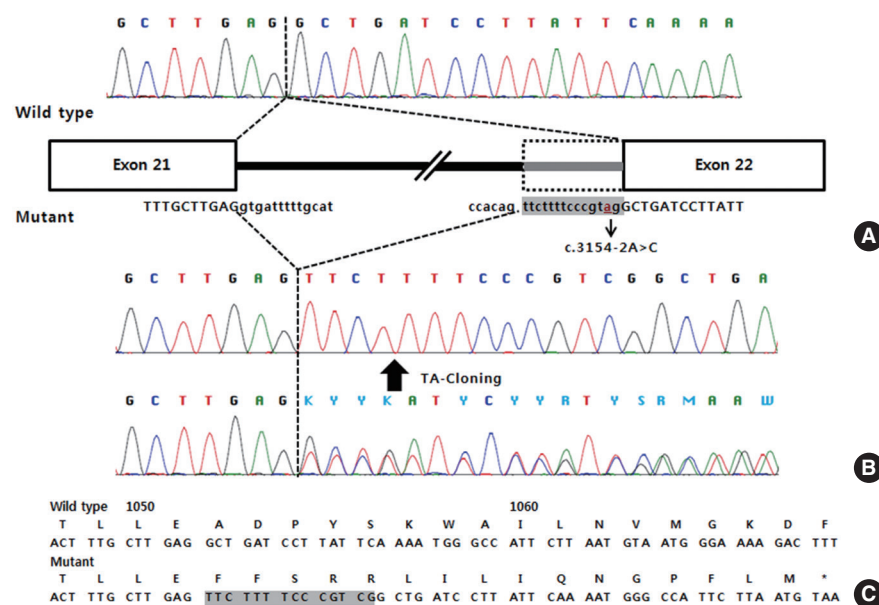 G C T T G A G G C T G A T C C T T A T T C A A A A
Wild type
Exon 21
Exon 22
TTTGCTTGAGgtgatttttgcat
ccacag ttcttttcccgtagGCTGATCCTTATT
Mutant
c.3154-2A>C
A
G C T T G A G T T C T T T T C C C G T C G G C T G A
TA-Cloning
G C T T G A G K Y Y K A T Y C Y Y R T Y S R M A A W
B
Wild type 1050 1060
T L L E A D P Y S K W A I L N V M G K D F
ACT TTG CTT GAG GCT GAT CCT TAT TCA AAA TGG GCC ATT CTT AAT GTA ATG GGA AAA GAC TTT
Mutant
T L L E F F S R R L I L I Q N G P F L M *
ACT TTG CTT GAG TTC TTT TCC CGT CGG CTG ATC CTT ATT CAA AAT GGG CCA TTC TTA ATG TAA
C